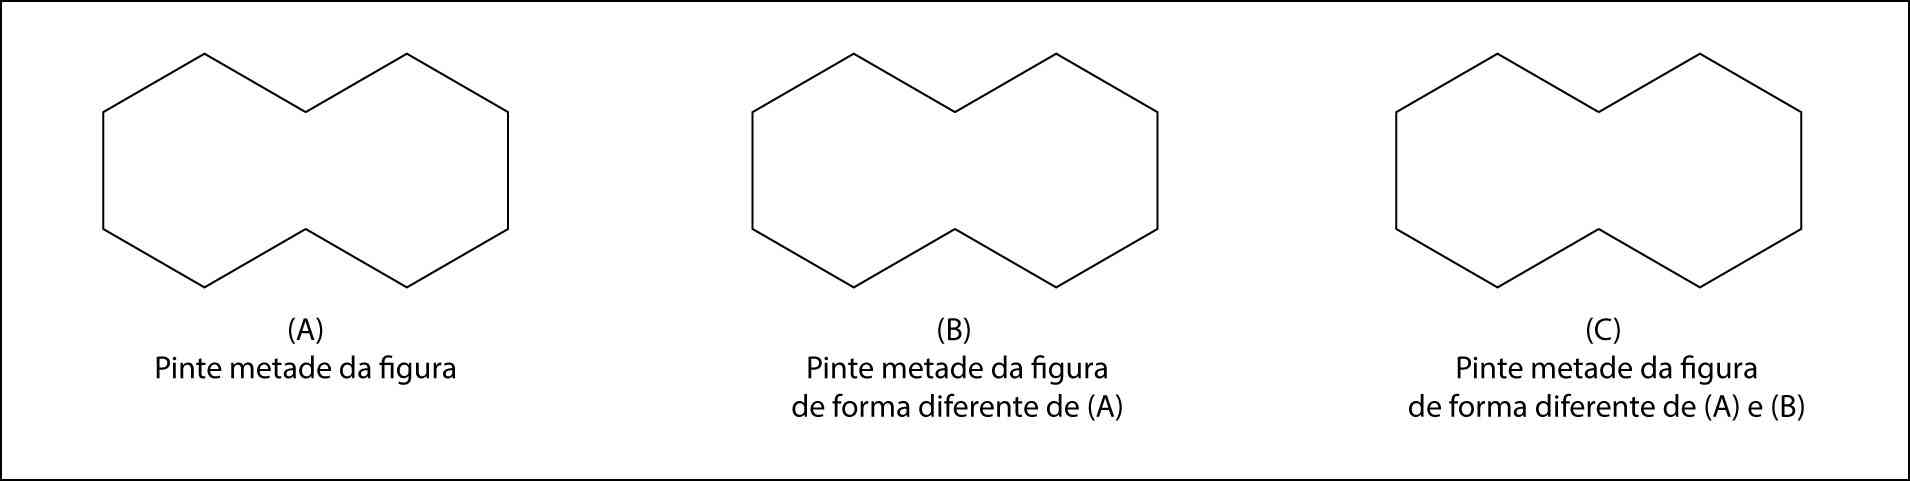 (A)
Pinte metade da figura
(B)
Pinte metade da figura
de forma diferente de (A)
(C)
Pinte metade da figura
de forma diferente de (A) e (B)